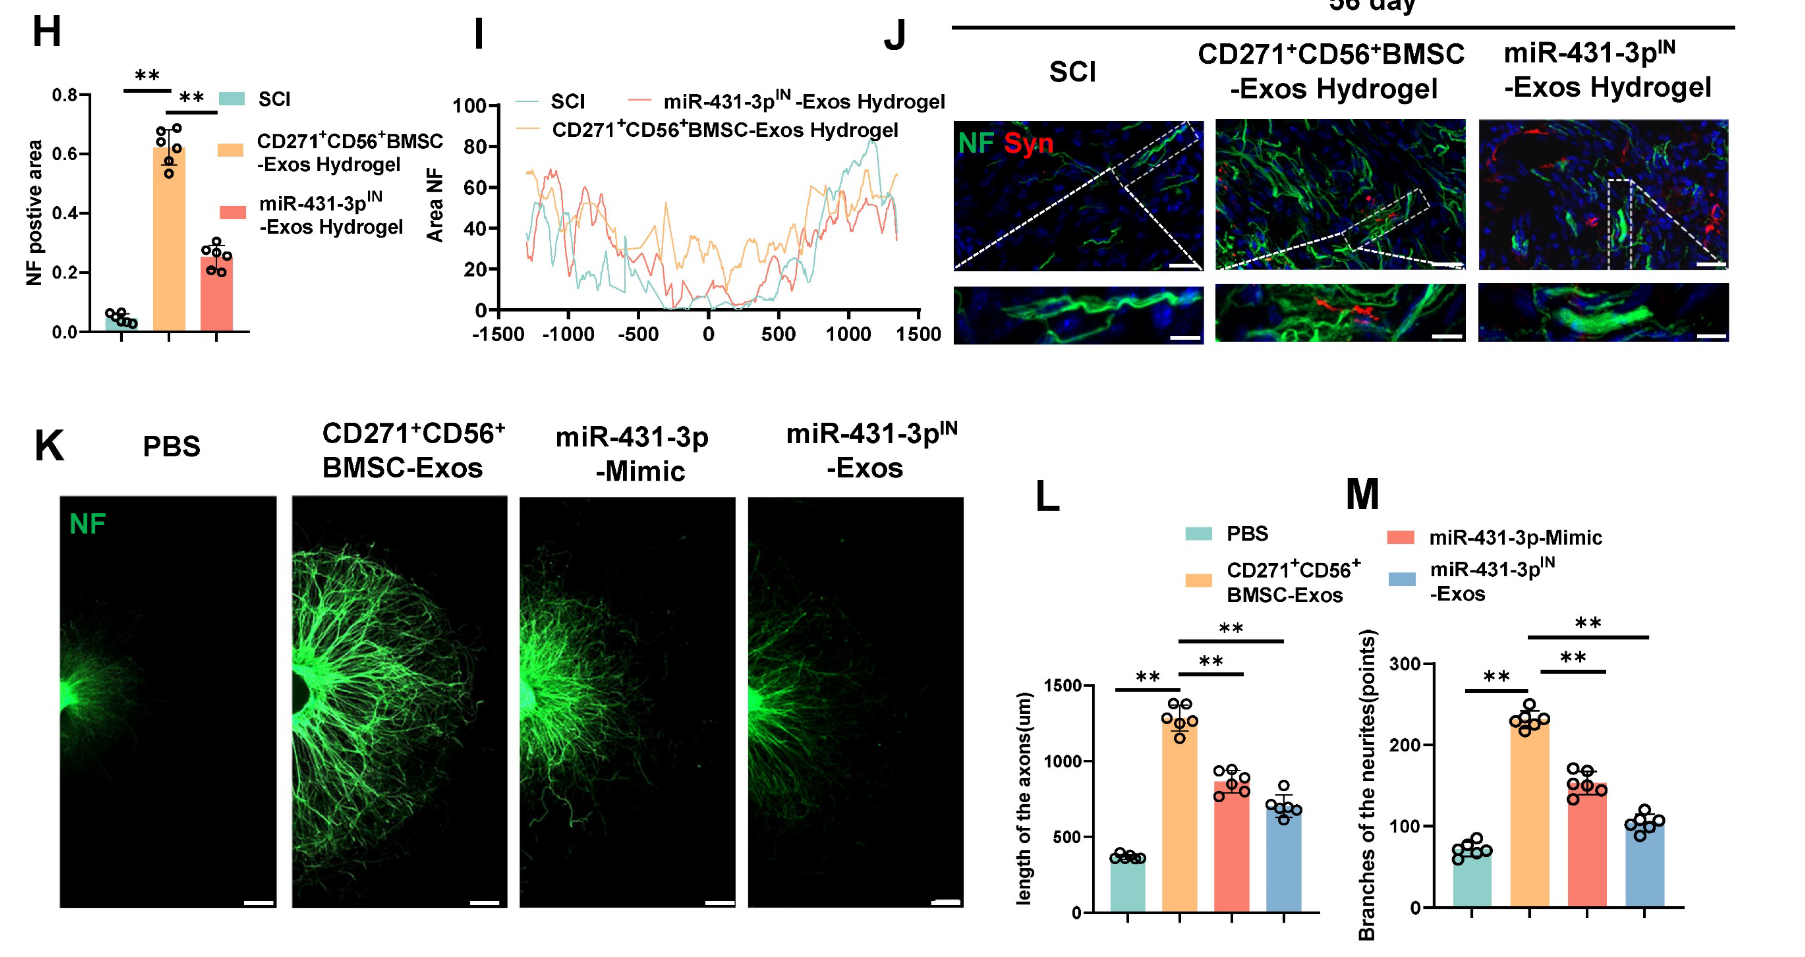 H
**
**
0.8
0.6
0.4
0.2
0.0
NF postive area
SCI
CD271⁺CD56⁺BMSC
-Exos Hydrogel
miR-431-3pᴵᴺ
-Exos Hydrogel
I
SCI
miR-431-3pᴵᴺ -Exos Hydrogel
CD271⁺CD56⁺BMSC-Exos Hydrogel
100
80
60
40
20
0
Area NF
-1500 -1000 -500 0 500 1000 1500
J
56 day
SCI
CD271⁺CD56⁺BMSC
-Exos Hydrogel
miR-431-3pᴵᴺ
-Exos Hydrogel
NF Syn
K
PBS
CD271⁺CD56⁺
BMSC-Exos
miR-431-3p
-Mimic
miR-431-3pᴵᴺ
-Exos
NF
L
M
PBS
CD271⁺CD56⁺
BMSC-Exos
miR-431-3p-Mimic
miR-431-3pᴵᴺ
-Exos
**
**
**
1500
1000
500
0
length of the axons(um)
**
**
**
300
200
100
0
Branches of the neurites(points)